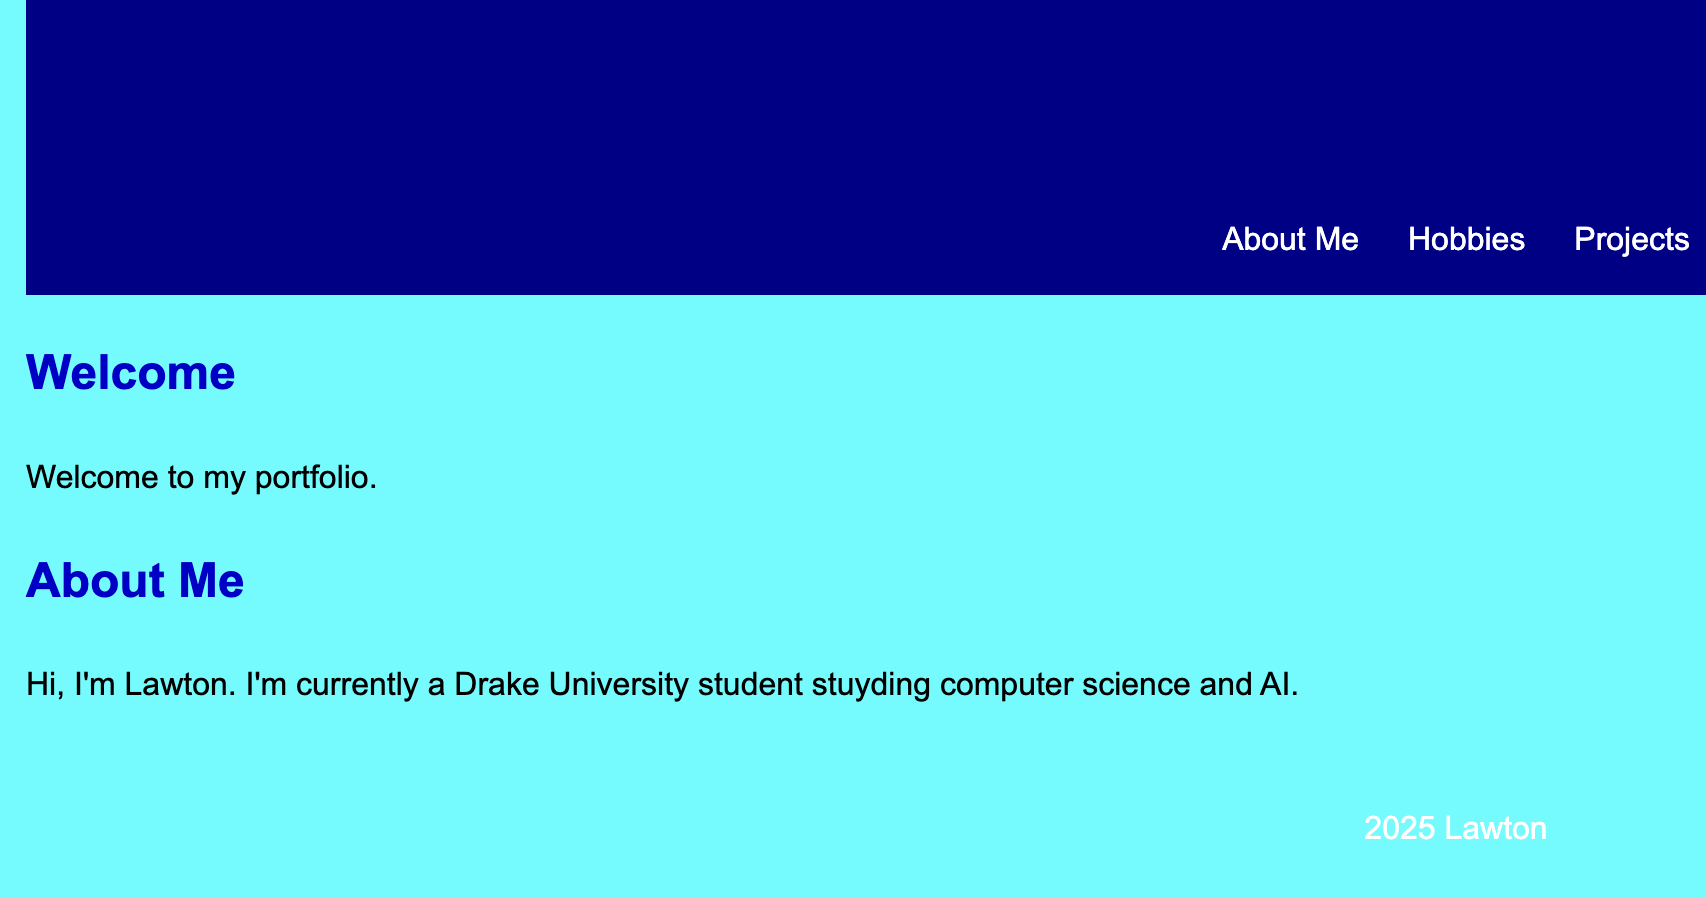 About Me Hobbies Projects
Welcome
Welcome to my portfolio.
About Me
Hi, I'm Lawton. I'm currently a Drake University student stuyding computer science and AI.
2025 Lawton